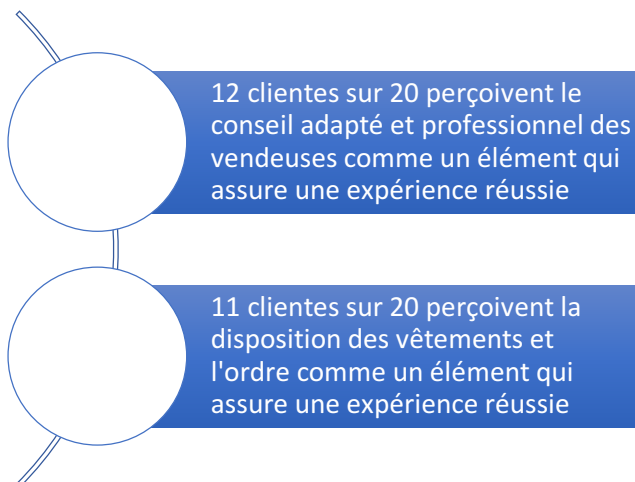 12 clientes sur 20 perçoivent le
conseil adapté et professionnel des
vendeuses comme un élément qui
assure une expérience réussie
11 clientes sur 20 perçoivent la
disposition des vêtements et
l'ordre comme un élément qui
assure une expérience réussie